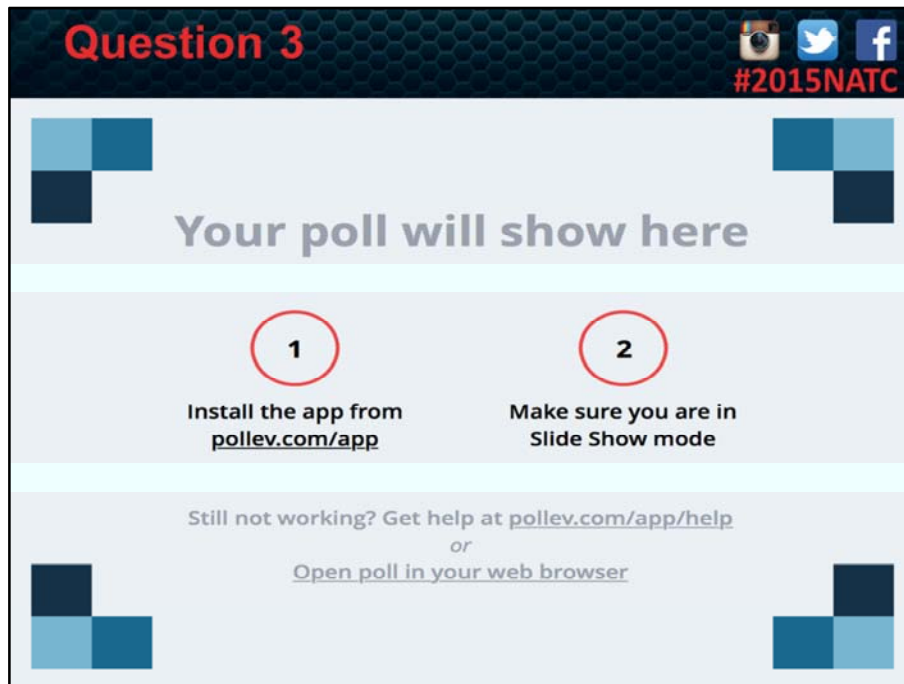 Question 3
#2015NATC
Your poll will show here
1
Install the app from
pollev.com/app
2
Make sure you are in
Slide Show mode
Still not working? Get help at pollev.com/app/help
or
Open poll in your web browser